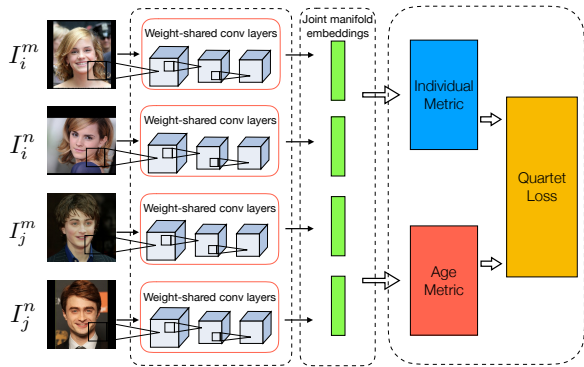 I_i^m
Weight-shared conv layers
Joint manifold
embeddings
I_i^n
Weight-shared conv layers
Individual
Metric
I_j^m
Weight-shared conv layers
Quartet
Loss
I_j^n
Weight-shared conv layers
Age
Metric